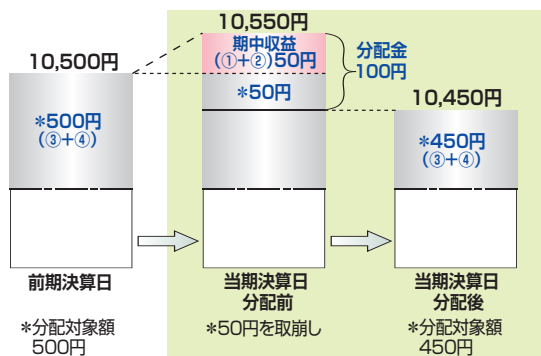 10,500円
*500円
(③+④)
前期決算日
*分配対象額
500円
10,550円
期中収益
(①+②)50円
*50円
分配金
100円
当期決算日
分配前
*50円を取崩し
10,450円
*450円
(③+④)
当期決算日
分配後
*分配対象額
450円